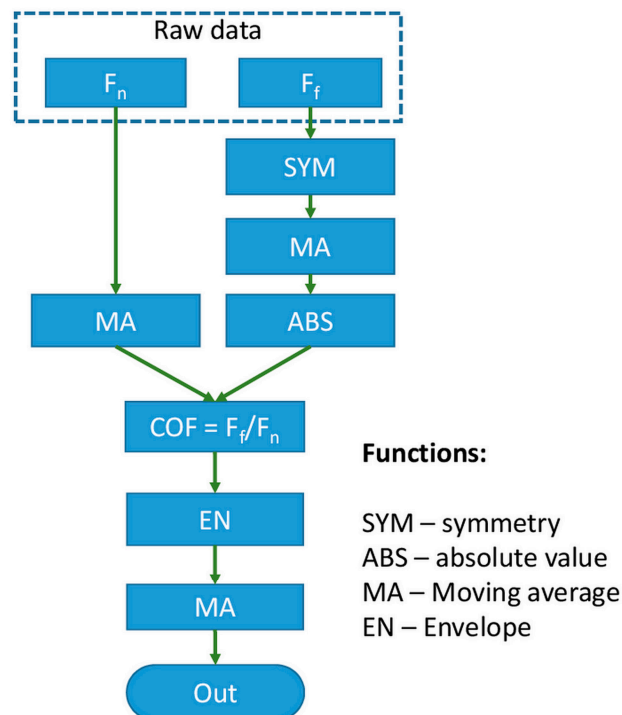 Raw data
Fn
Ff
SYM
MA
MA
ABS
COF = Ff/Fn
EN
MA
Out
Functions:
SYM – symmetry
ABS – absolute value
MA – Moving average
EN – Envelope